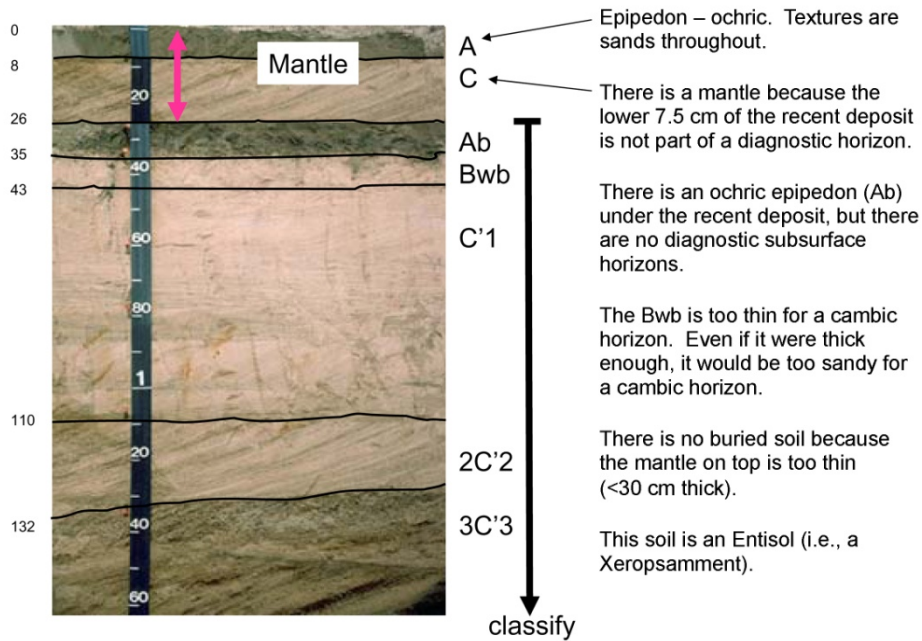 0
8
26
35
43
110
132
Mantle
20
40
60
80
1
20
40
60
A
C
Ab
Bwb
C'1
2C'2
3C'3
classify
Epipedon – ochric.  Textures are
sands throughout.
There is a mantle because the
lower 7.5 cm of the recent deposit
is not part of a diagnostic horizon.
There is an ochric epipedon (Ab)
under the recent deposit, but there
are no diagnostic subsurface
horizons.
The Bwb is too thin for a cambic
horizon.  Even if it were thick
enough, it would be too sandy for
a cambic horizon.
There is no buried soil because
the mantle on top is too thin
(<30 cm thick).
This soil is an Entisol (i.e., a
Xeropsamment).